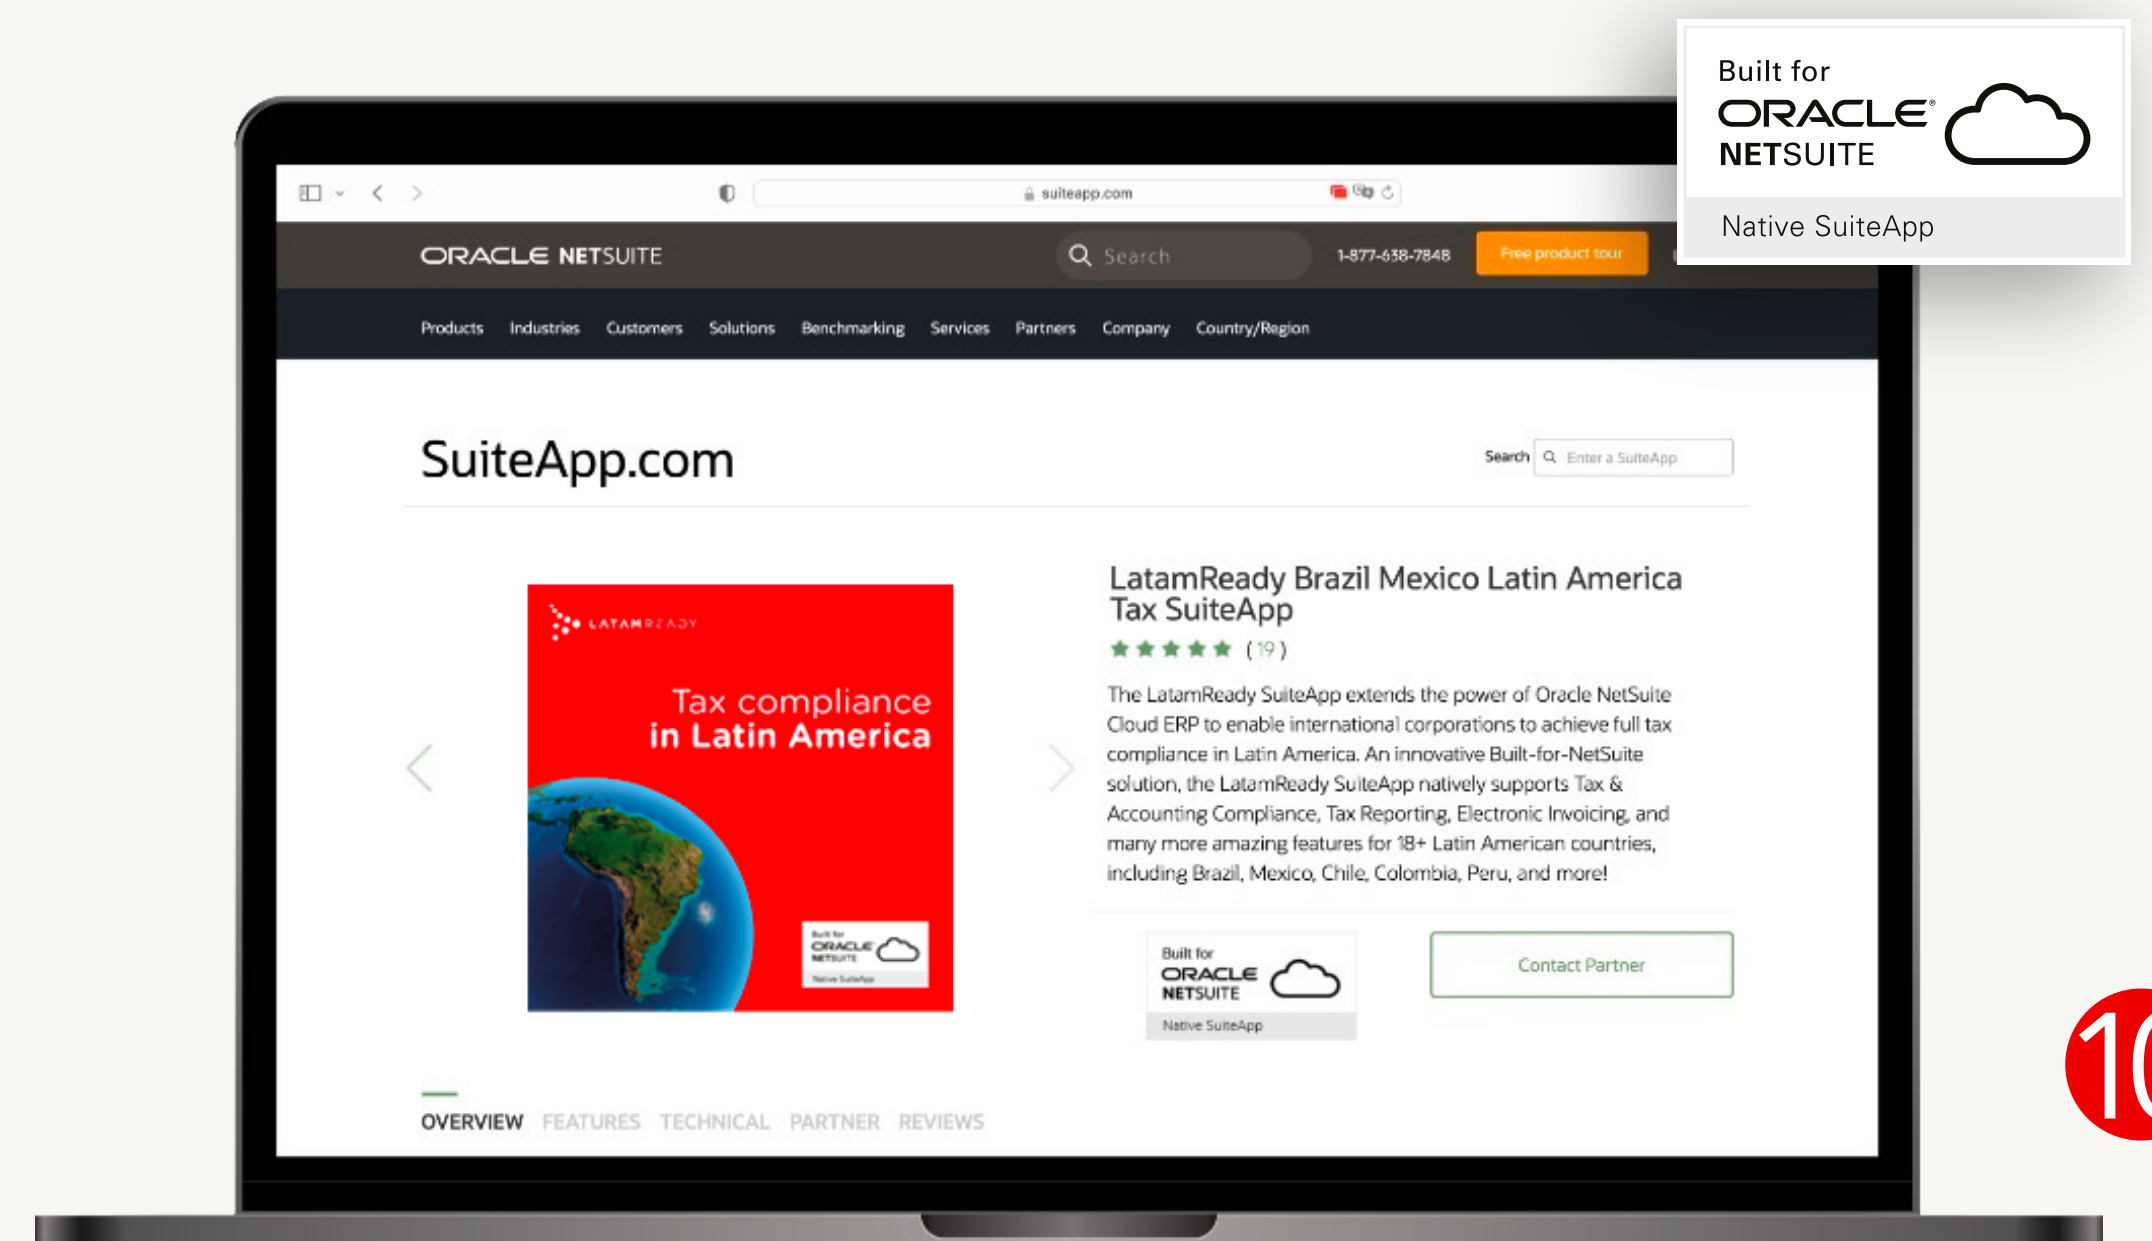 Built for
ORACLE®
NETSUITE
Native SuiteApp
suiteapp.com
ORACLE NETSUITE
Search
1-877-638-7848
Free product tour
Products Industries Customers Solutions Benchmarking Services Partners Company Country/Region
SuiteApp.com
Search Enter a SuiteApp
LATAMREADY
Tax compliance
in Latin America
Built for
ORACLE
NETSUITE
Native SuiteApp
LatamReady Brazil Mexico Latin America
Tax SuiteApp
(19)
The LatamReady SuiteApp extends the power of Oracle NetSuite
Cloud ERP to enable international corporations to achieve full tax
compliance in Latin America. An innovative Built-for-NetSuite
solution, the LatamReady SuiteApp natively supports Tax &
Accounting Compliance, Tax Reporting, Electronic Invoicing, and
many more amazing features for 18+ Latin American countries,
including Brazil, Mexico, Chile, Colombia, Peru, and more!
Built for
ORACLE
NETSUITE
Native SuiteApp
Contact Partner
OVERVIEW FEATURES TECHNICAL PARTNER REVIEWS